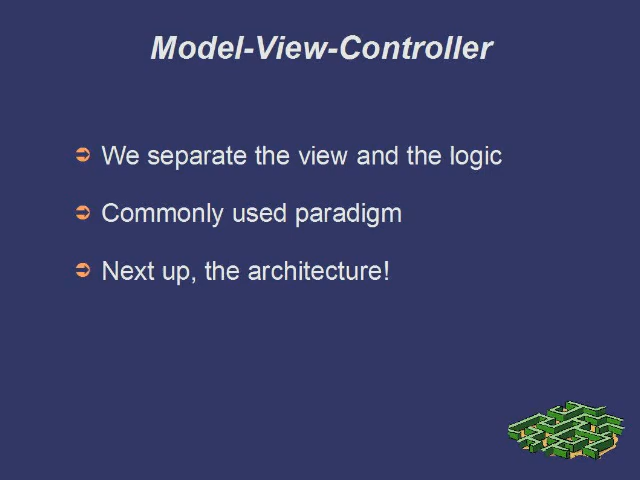 Model-View-Controller
We separate the view and the logic
Commonly used paradigm
Next up, the architecture!